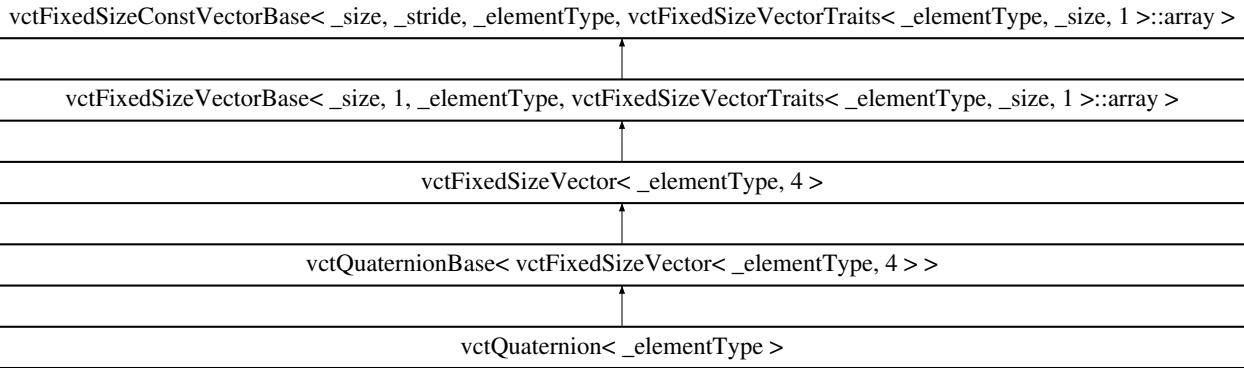 vctFixedSizeConstVectorBase< _size, _stride, _elementType, vctFixedSizeVectorTraits< _elementType, _size, 1 >::array >
vctFixedSizeVectorBase< _size, 1, _elementType, vctFixedSizeVectorTraits< _elementType, _size, 1 >::array >
vctFixedSizeVector< _elementType, 4 >
vctQuaternionBase< vctFixedSizeVector< _elementType, 4 > >
vctQuaternion< _elementType >